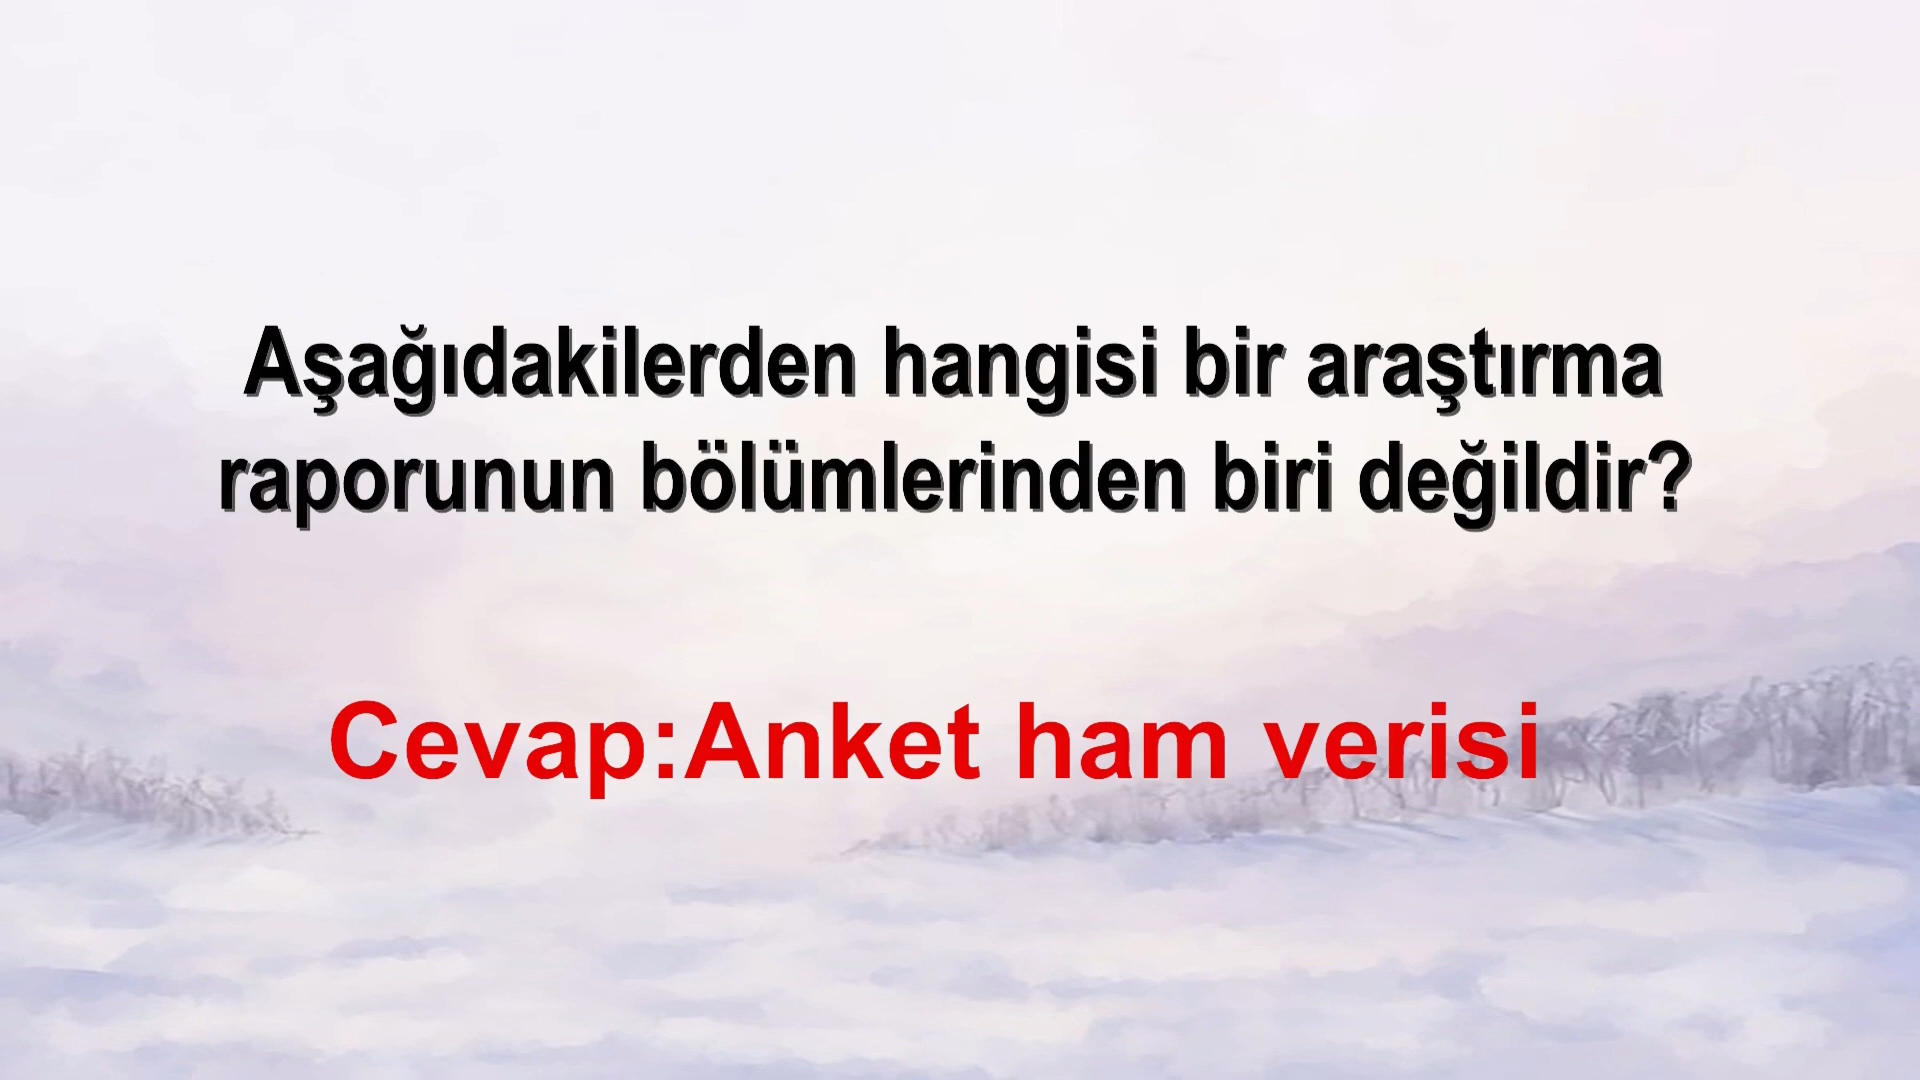 Aşağıdakilerden hangisi bir araştırma
raporunun bölümlerinden biri değildir?
Cevap:Anket ham verisi